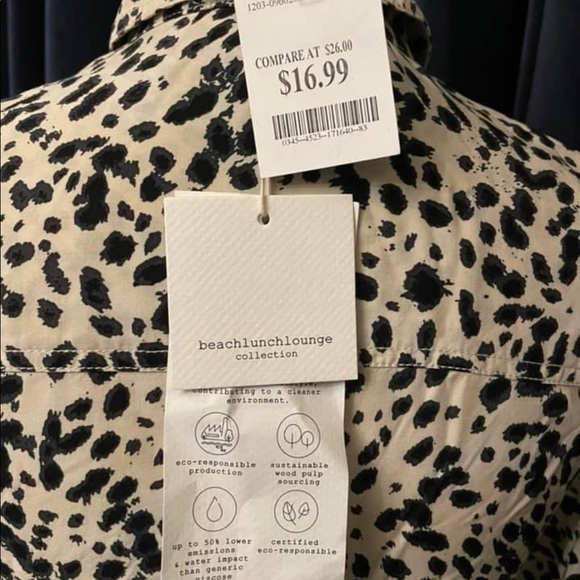 COMPARE AT $26.00
$16.99
0345-4523-171640-83
beachlunchlounge
collection
contributing to a cleaner
environment.
eco-responsible
production
sustainable
wood pulp
sourcing
up to 50% lower
emissions
& water impact
than generic
viscose
certified
eco-responsible